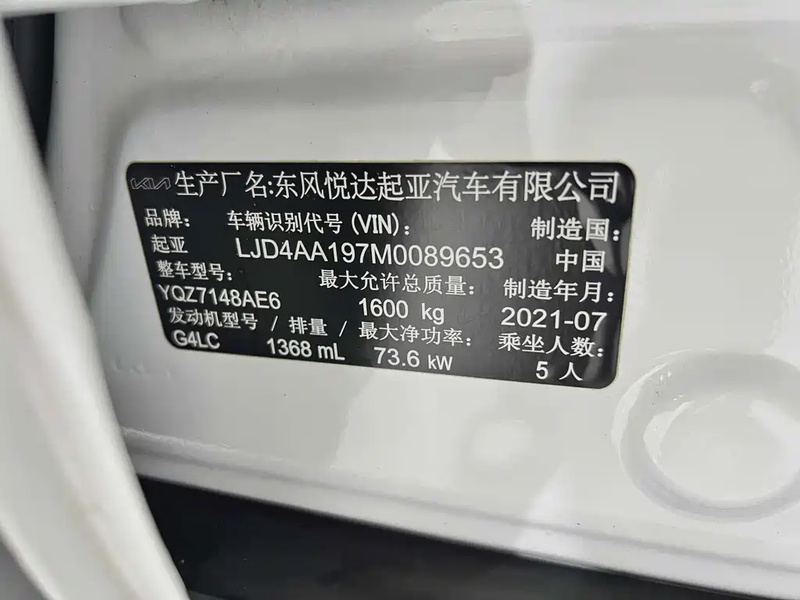 KIA 生产厂名:东风悦达起亚汽车有限公司
品牌: 车辆识别代号(VIN): 制造国:
起亚 LJD4AA197M0089653 中国
整车型号: 最大允许总质量: 制造年月:
YQZ7148AE6 1600 kg 2021-07
发动机型号 / 排量 / 最大净功率: 乘坐人数:
G4LC 1368 mL 73.6 kW 5 人